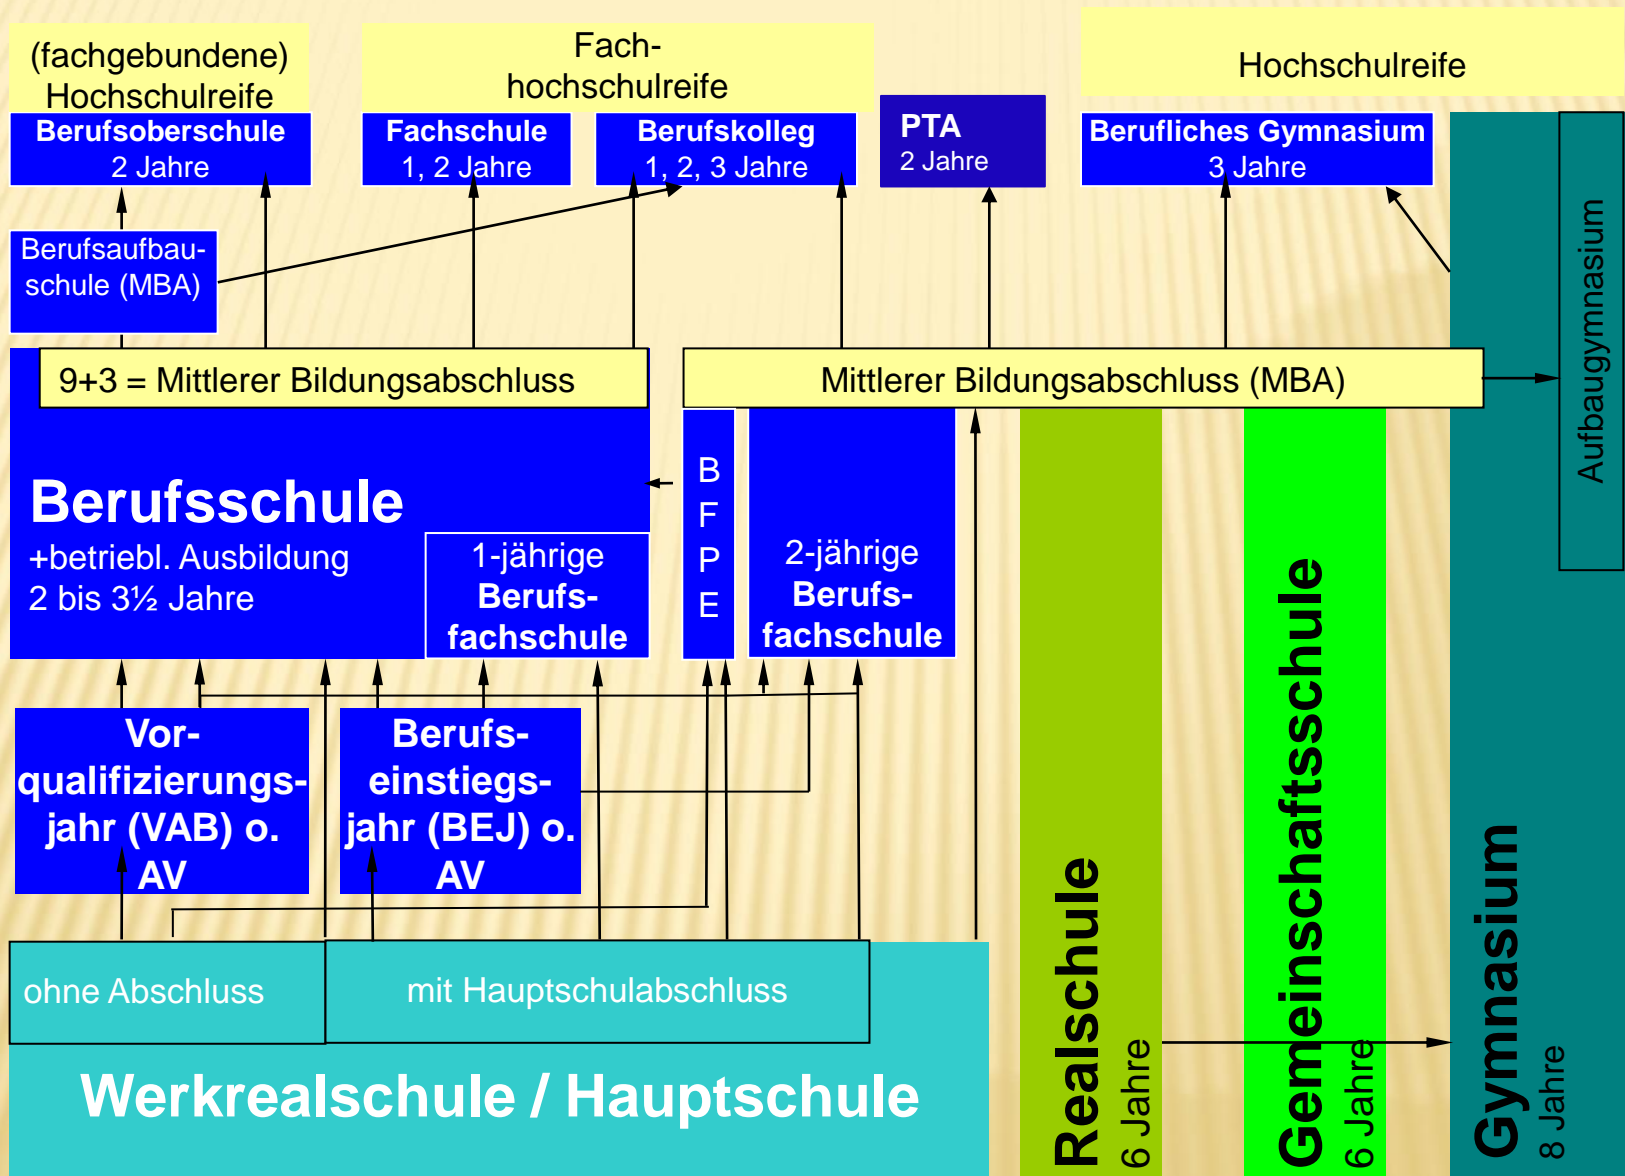 (fachgebundene)
Hochschulreife
Fach-
hochschulreife
Hochschulreife
Berufsoberschule
2 Jahre
Fachschule
1, 2 Jahre
Berufskolleg
1, 2, 3 Jahre
PTA
2 Jahre
Berufliches Gymnasium
3 Jahre
Aufbaugymnasium
Berufsaufbau-
schule (MBA)
9+3 = Mittlerer Bildungsabschluss
Mittlerer Bildungsabschluss (MBA)
Berufsschule
+betriebl. Ausbildung
2 bis 3½ Jahre
1-jährige
Berufs-
fachschule
B
F
P
E
2-jährige
Berufs-
fachschule
Vor-
qualifizierungs-
jahr (VAB) o.
AV
Berufs-
einstiegs-
jahr (BEJ) o.
AV
ohne Abschluss
mit Hauptschulabschluss
Werkrealschule / Hauptschule
Realschule
6 Jahre
Gemeinschaftsschule
6 Jahre
Gymnasium
8 Jahre